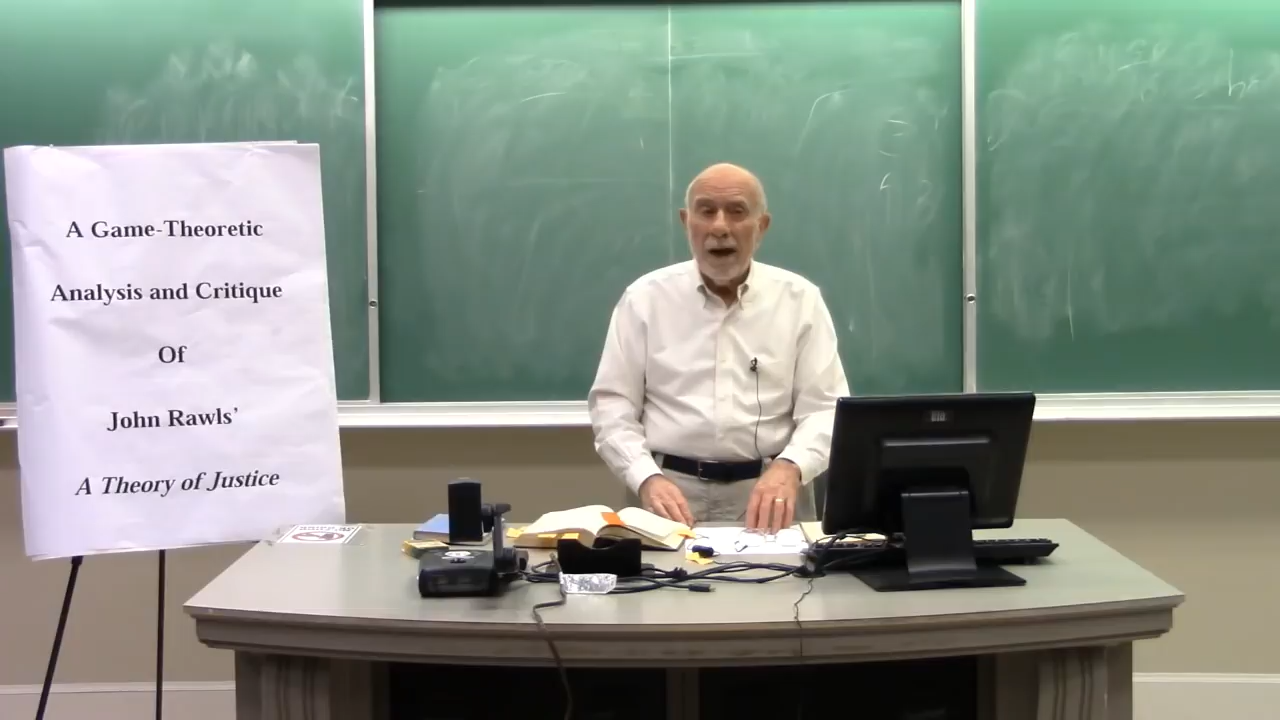 A Game-Theoretic
Analysis and Critique
Of
John Rawls'
A Theory of Justice